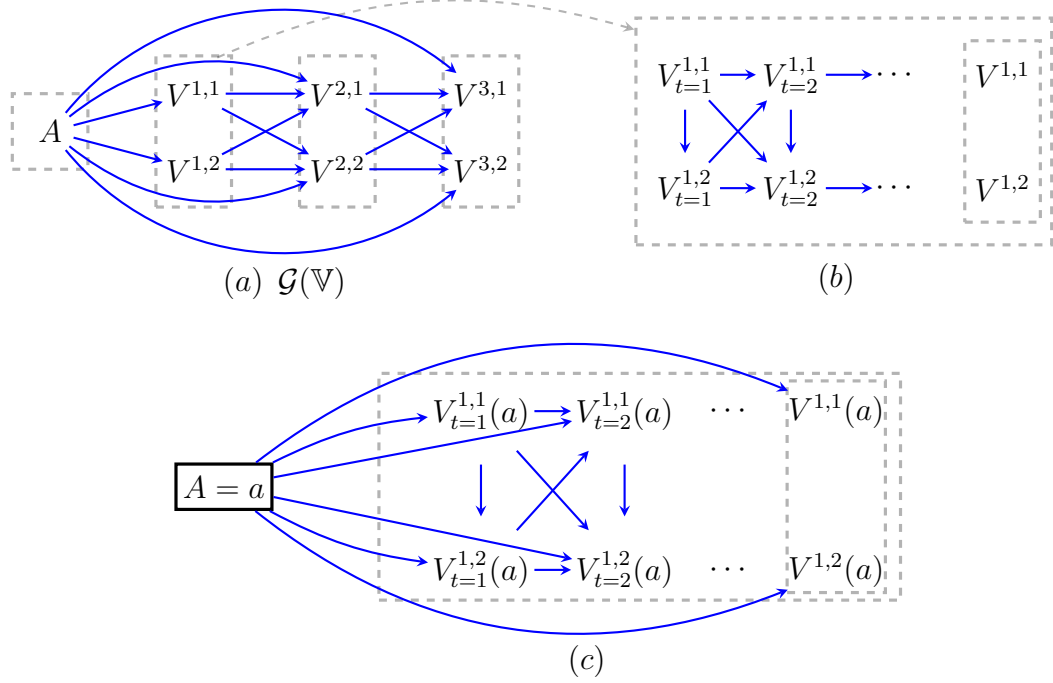 A V^{1,1} V^{2,1} V^{3,1}
V^{1,2} V^{2,2} V^{3,2}
(a) 𝒢(𝕍)
V^{1,1}_{t=1} V^{1,1}_{t=2} ⋯ V^{1,1}
V^{1,2}_{t=1} V^{1,2}_{t=2} ⋯ V^{1,2}
(b)
V^{1,1}_{t=1}(a) V^{1,1}_{t=2}(a) ⋯ V^{1,1}(a)
A = a
V^{1,2}_{t=1}(a) V^{1,2}_{t=2}(a) ⋯ V^{1,2}(a)
(c)